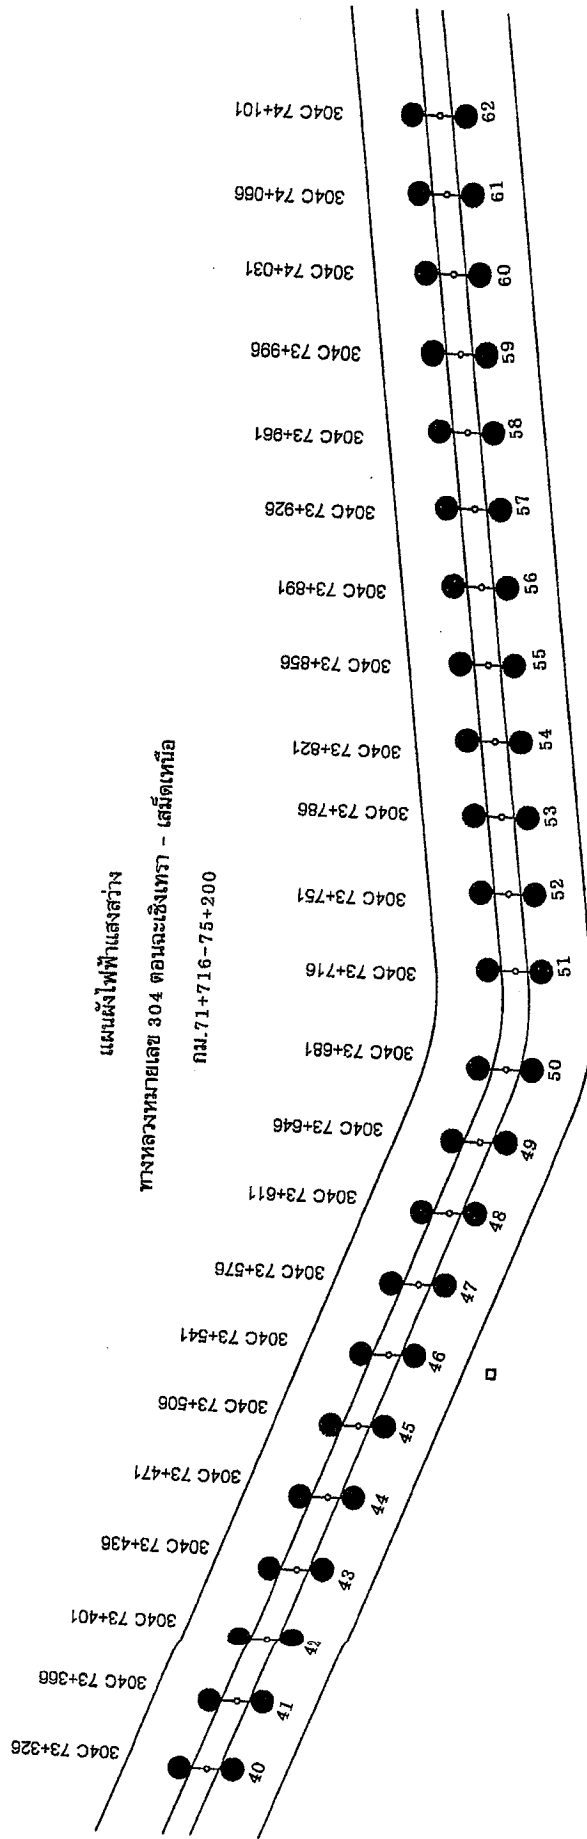 แผนผังไฟฟ้าแสงสว่าง
ทางหลวงหมายเลข 304 ตอนฉะเชิงเทรา - เสม็ดเหนือ
กม.71+716-75+200
304C 73+326
304C 73+366
304C 73+401
304C 73+436
304C 73+471
304C 73+506
304C 73+541
304C 73+576
304C 73+611
304C 73+646
304C 73+681
304C 73+716
304C 73+751
304C 73+786
304C 73+821
304C 73+856
304C 73+891
304C 73+926
304C 73+961
304C 73+996
304C 74+031
304C 74+066
304C 74+101
40
41
42
43
44
45
46
47
48
49
50
51
52
53
54
55
56
57
58
59
60
61
62